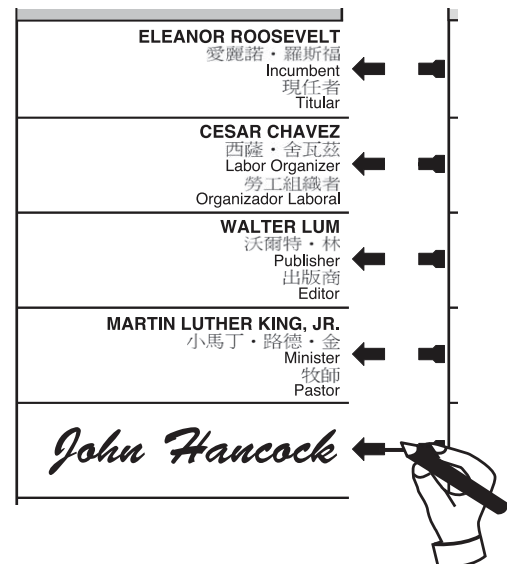 ELEANOR ROOSEVELT
愛麗諾・羅斯福
Incumbent
現任者
Titular
CESAR CHAVEZ
西薩・舍瓦茲
Labor Organizer
勞工組織者
Organizador Laboral
WALTER LUM
沃爾特・林
Publisher
出版商
Editor
MARTIN LUTHER KING, JR.
小馬丁・路德・金
Minister
牧師
Pastor
John Hancock